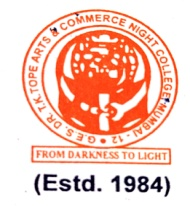 G.E.S. DR. T.K. TOPE ARTS & COMMERCE NIGHT COLLEGE, MUMBAI - 12
FROM DARKNESS TO LIGHT
(Estd. 1984)